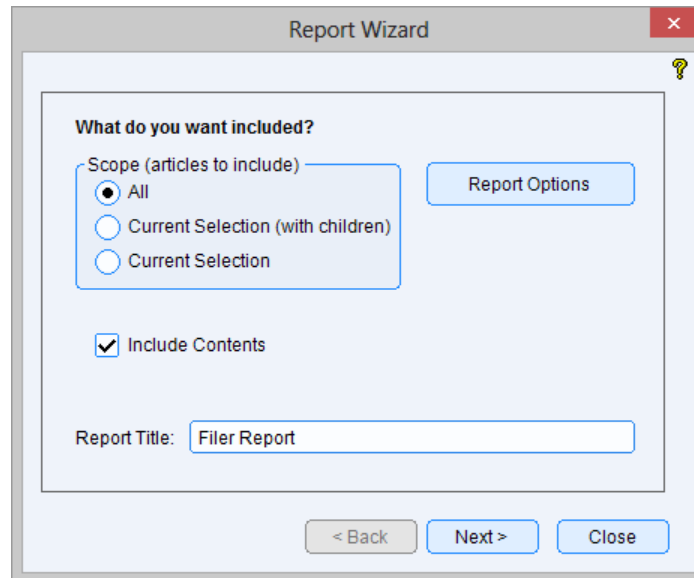 Report Wizard
What do you want included?
Scope (articles to include)
All
Current Selection (with children)
Current Selection
Report Options
Include Contents
Report Title: Filer Report
< Back Next > Close